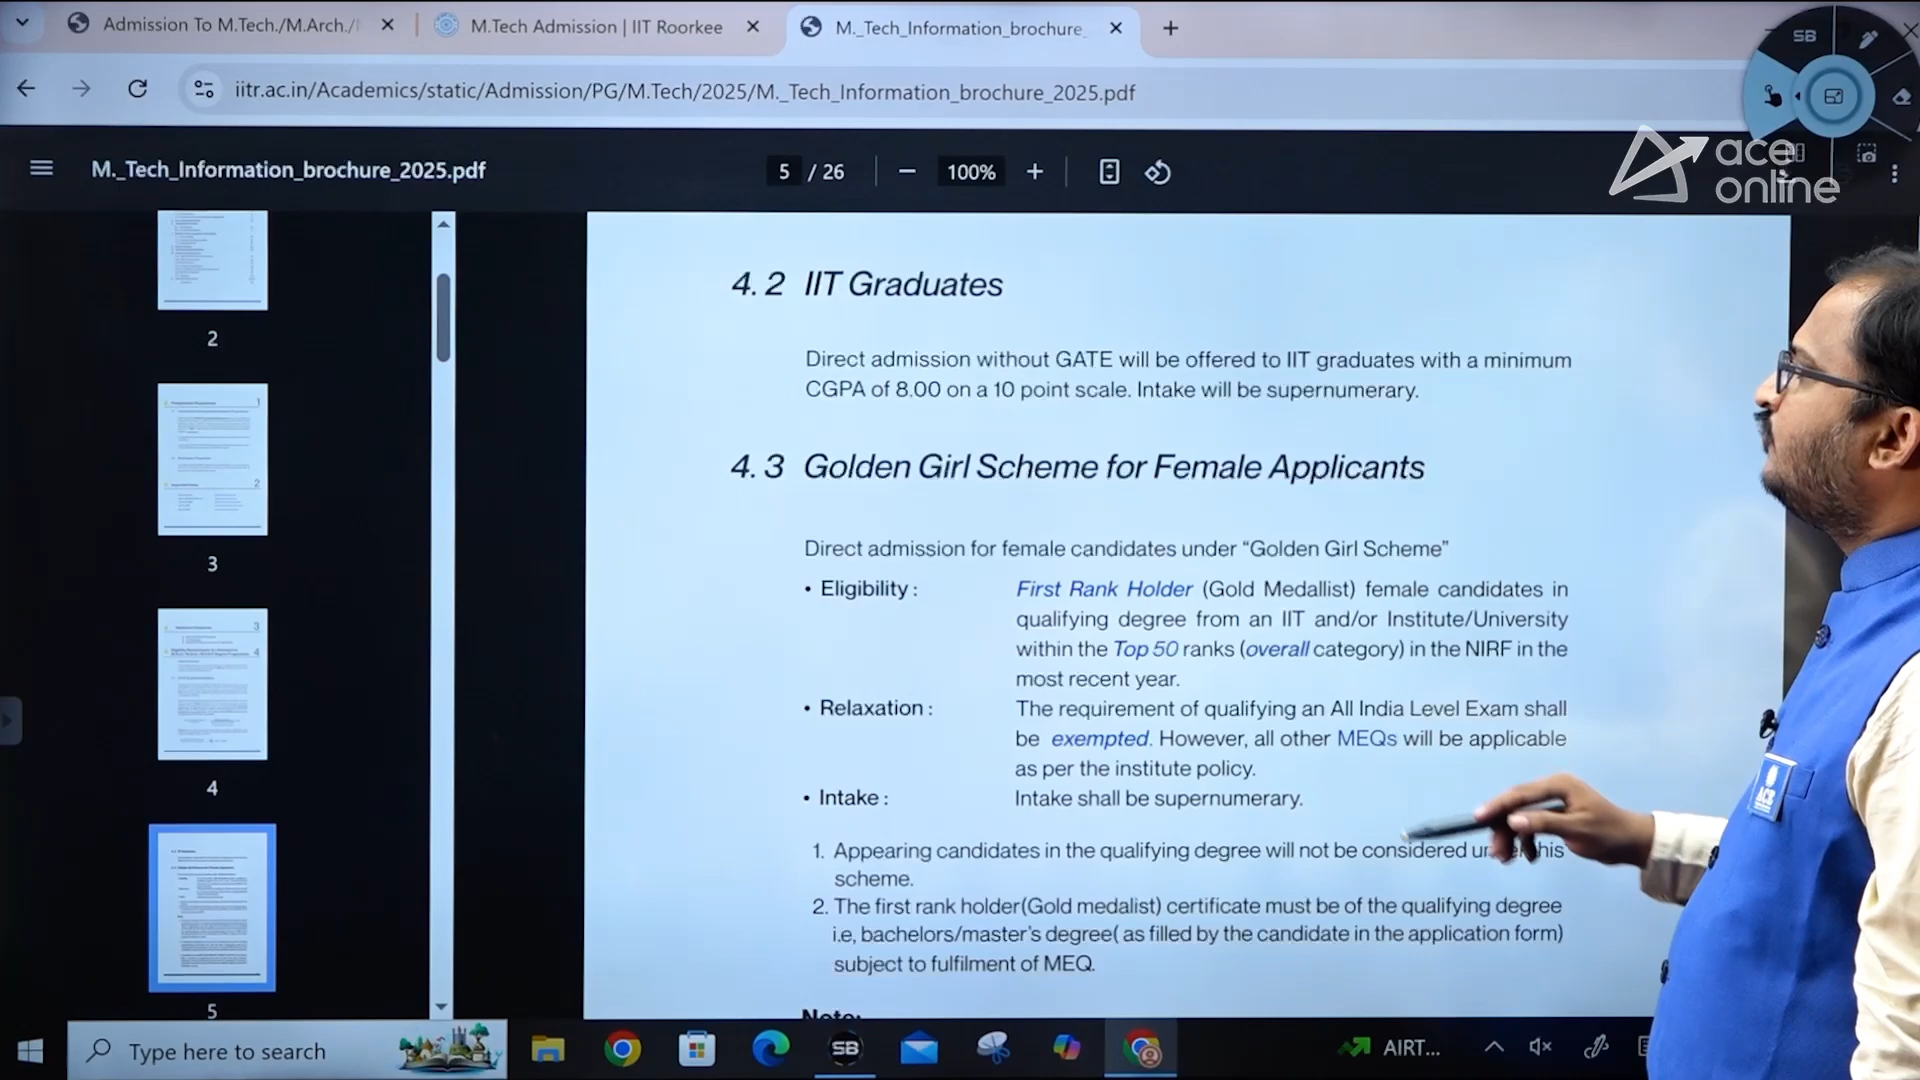 Admission To M.Tech./M.Arch./
M.Tech Admission | IIT Roorkee
M._Tech_Information_brochure_
SB
iitr.ac.in/Academics/static/Admission/PG/M.Tech/2025/M._Tech_Information_brochure_2025.pdf
M._Tech_Information_brochure_2025.pdf
5 / 26
100%
ace
online
2
3
4
5
4.2 IIT Graduates
Direct admission without GATE will be offered to IIT graduates with a minimum
CGPA of 8.00 on a 10 point scale. Intake will be supernumerary.
4.3 Golden Girl Scheme for Female Applicants
Direct admission for female candidates under “Golden Girl Scheme”
• Eligibility : First Rank Holder (Gold Medallist) female candidates in
qualifying degree from an IIT and/or Institute/University
within the Top 50 ranks (overall category) in the NIRF in the
most recent year.
• Relaxation : The requirement of qualifying an All India Level Exam shall
be exempted. However, all other MEQs will be applicable
as per the institute policy.
• Intake : Intake shall be supernumerary.
1. Appearing candidates in the qualifying degree will not be considered under this
scheme.
2. The first rank holder(Gold medalist) certificate must be of the qualifying degree
i.e, bachelors/master's degree( as filled by the candidate in the application form)
subject to fulfilment of MEQ.
Note:
ACE
Type here to search
SB
AIRT...